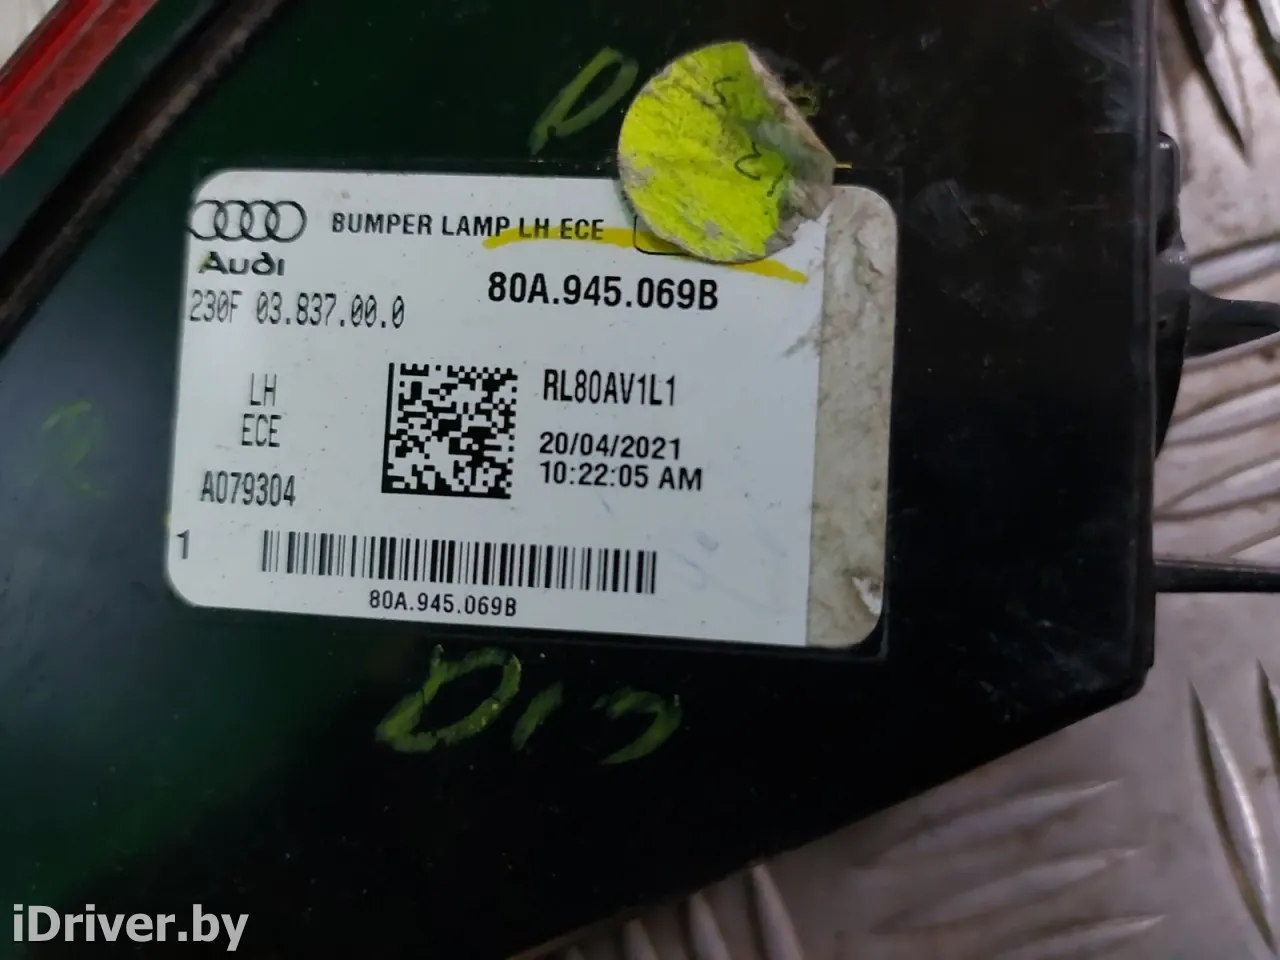 BUMPER LAMP LH ECE
Audi
80A.945.069B
230F 03.837.00.0
LH
ECE
RL80AV1L1
20/04/2021
10:22:05 AM
A079304
1
80A.945.069B
iDriver.by